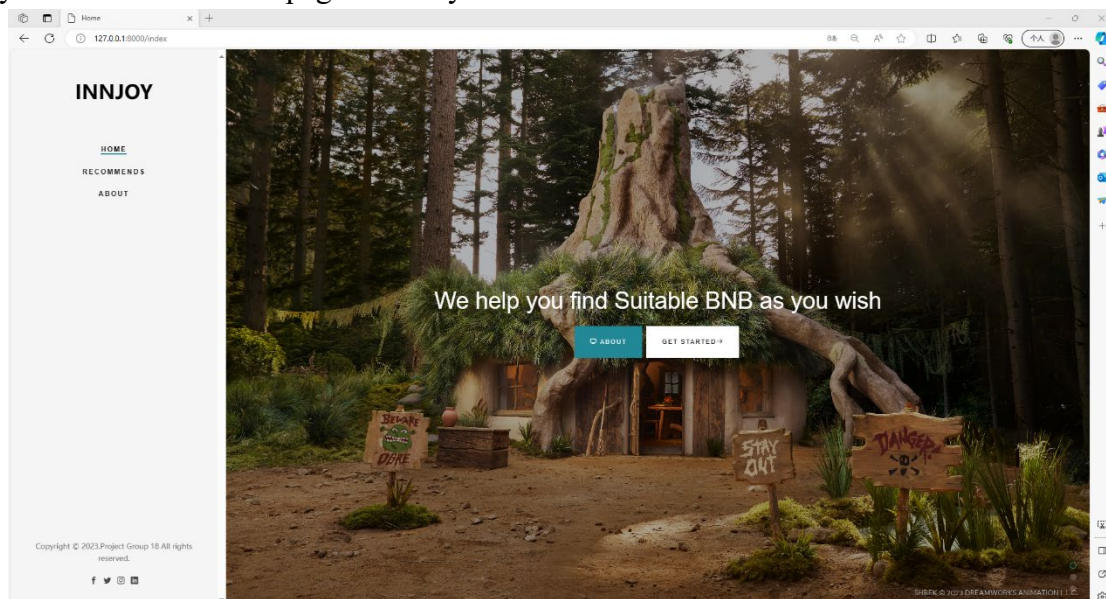 Home
127.0.0.1:8000/index
个人
INNJOY
HOME
RECOMMENDS
ABOUT
We help you find Suitable BNB as you wish
ABOUT
GET STARTED→
BEWARE
OGRE
STAY
OUT
DANGER!
Copyright © 2023.Project Group 18 All rights
reserved.
SHREK © 2023 DREAMWORKS ANIMATION L.L.C.